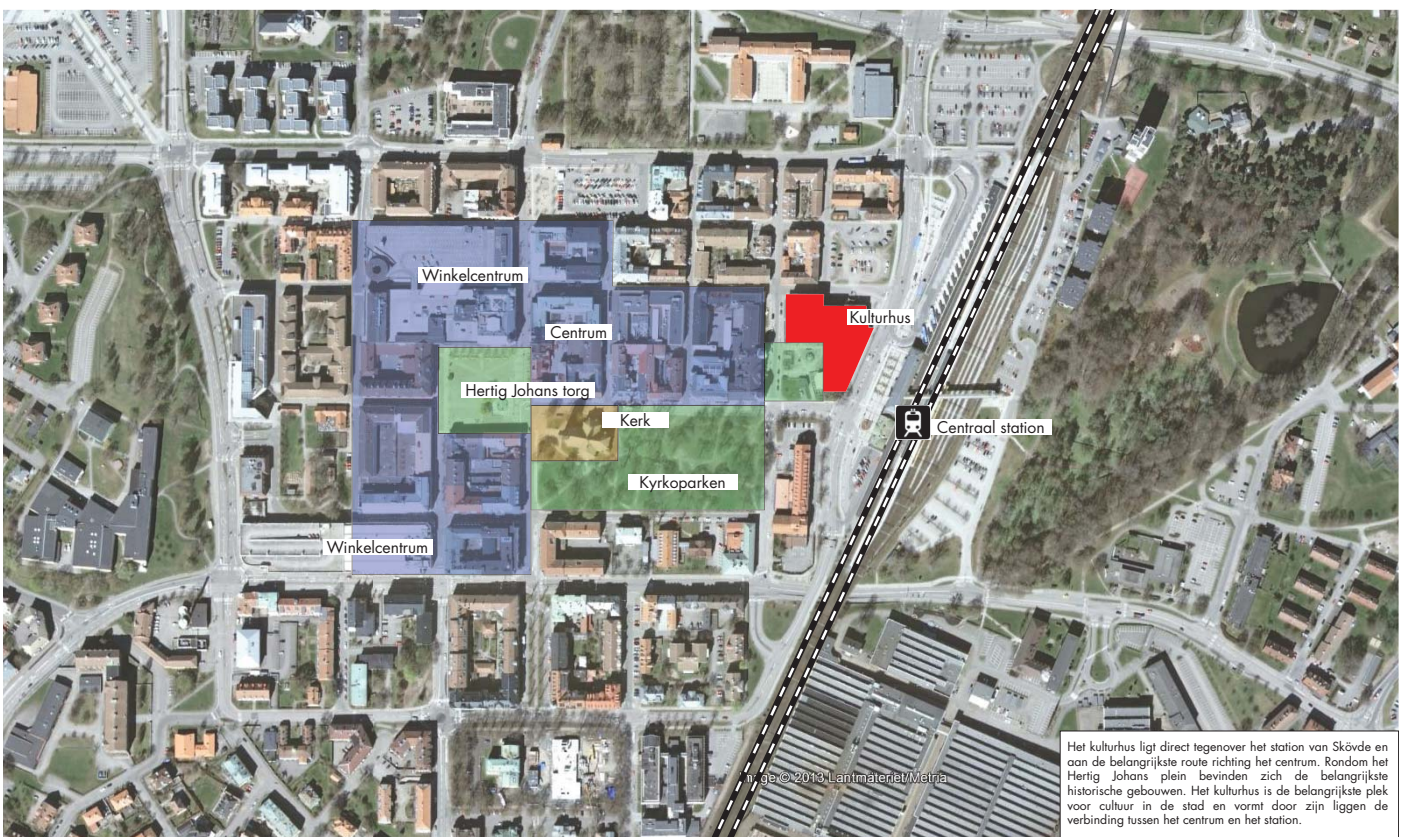 Winkelcentrum
Kulturhus
Centrum
Hertig Johans torg
Kerk
Centraal station
Kyrkoparken
Winkelcentrum
Het kulturhus ligt direct tegenover het station van Skövde en
aan de belangrijkste route richting het centrum. Rondom het
Hertig Johans plein bevinden zich de belangrijkste
historische gebouwen. Het kulturhus is de belangrijkste plek
voor cultuur in de stad en vormt door zijn liggen de
verbinding tussen het centrum en het station.
© 2013 Lantmäteriet/Metria